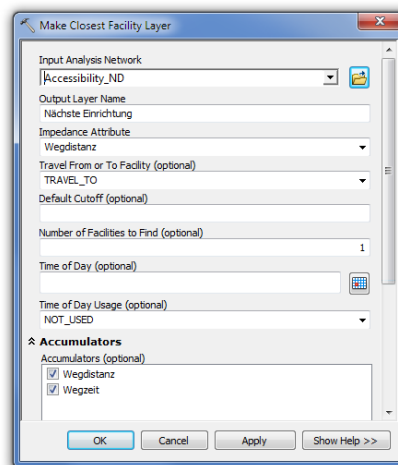 Make Closest Facility Layer
Input Analysis Network
Accessibility_ND
Output Layer Name
Nächste Einrichtung
Impedance Attribute
Wegdistanz
Travel From or To Facility (optional)
TRAVEL_TO
Default Cutoff (optional)
Number of Facilities to Find (optional)
1
Time of Day (optional)
Time of Day Usage (optional)
NOT_USED
Accumulators
Accumulators (optional)
Wegdistanz
Wegzeit
OK Cancel Apply Show Help >>